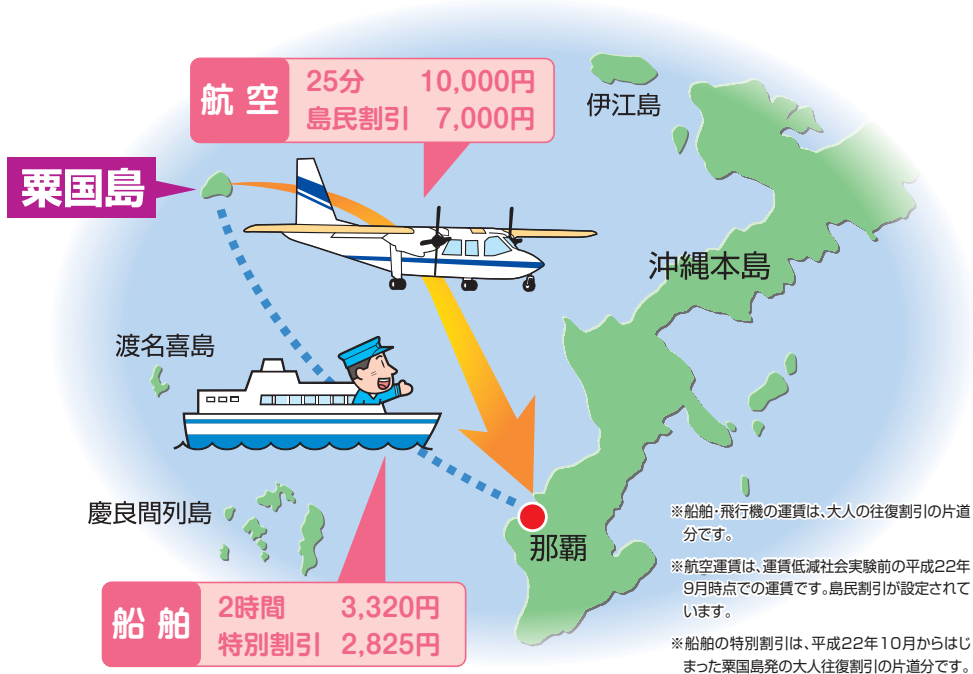 航空
25分 10,000円
島民割引 7,000円
伊江島
粟国島
沖縄本島
渡名喜島
慶良間列島
那覇
船舶
2時間 3,320円
特別割引 2,825円
※船舶・飛行機の運賃は、大人の往復割引の片道
分です。
※航空運賃は、運賃低減社会実験前の平成22年
9月時点での運賃です。島民割引が設定されて
います。
※船舶の特別割引は、平成22年10月からはじ
まった粟国島発の大人往復割引の片道分です。